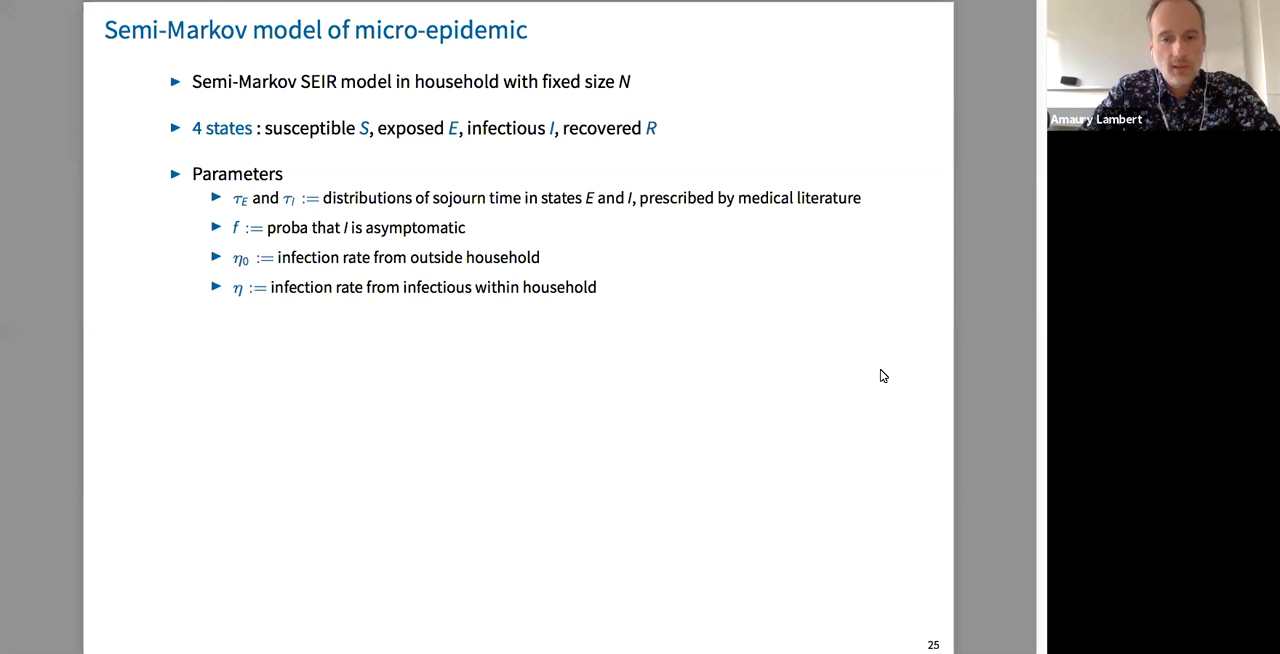 Semi-Markov model of micro-epidemic
► Semi-Markov SEIR model in household with fixed size N
► 4 states : susceptible S, exposed E, infectious I, recovered R
► Parameters
► τ_E and τ_I := distributions of sojourn time in states E and I, prescribed by medical literature
► f := proba that I is asymptomatic
► η₀ := infection rate from outside household
► η := infection rate from infectious within household
25
Amaury Lambert